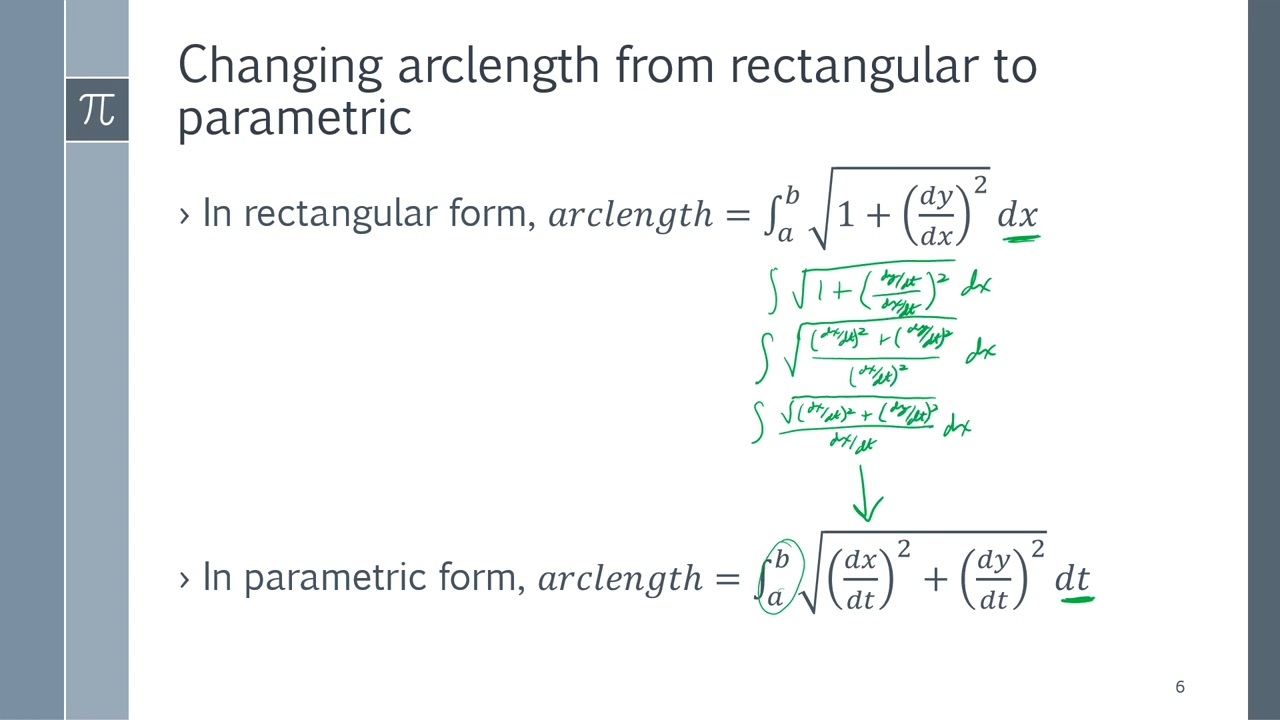 Changing arclength from rectangular to
parametric
π
› In rectangular form, 𝑎𝑟𝑐𝑙𝑒𝑛𝑔𝑡ℎ = ∫_a^b √(1 + (dy/dx)^2) dx
∫ √(1 + ((dy/dt)/(dx/dt))^2) dx
∫ √(((dx/dt)^2 + (dy/dt)^2)/(dx/dt)^2) dx
∫ √((dx/dt)^2 + (dy/dt)^2)/(dx/dt) dx
› In parametric form, 𝑎𝑟𝑐𝑙𝑒𝑛𝑔𝑡ℎ = ∫_a^b √((dx/dt)^2 + (dy/dt)^2) dt
6